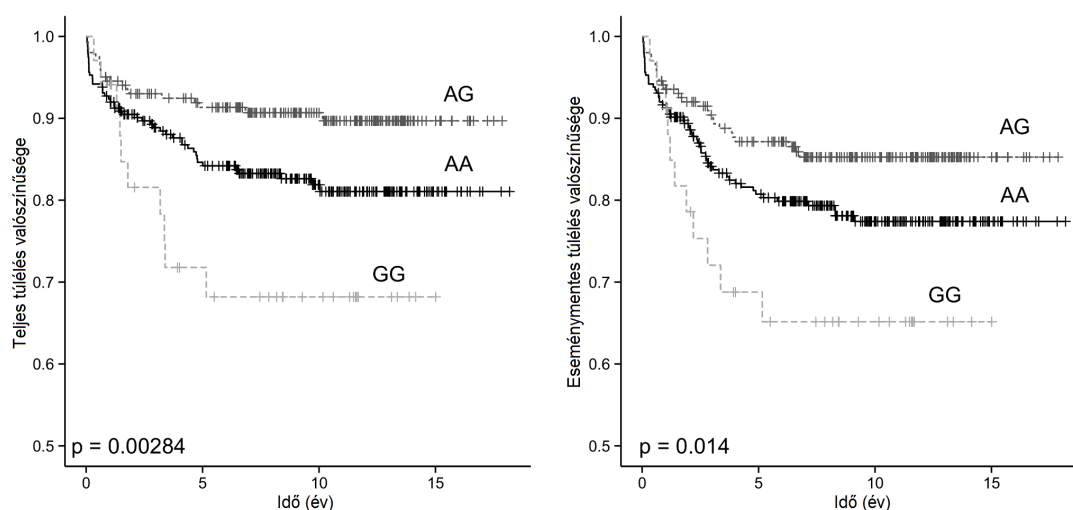 Teljes túlélés valószínűsége
1.0
0.9
0.8
0.7
0.6
0.5
AG
AA
GG
p = 0.00284
0 5 10 15
Idő (év)
Eseménymentes túlélés valószínűsége
1.0
0.9
0.8
0.7
0.6
0.5
AG
AA
GG
p = 0.014
0 5 10 15
Idő (év)